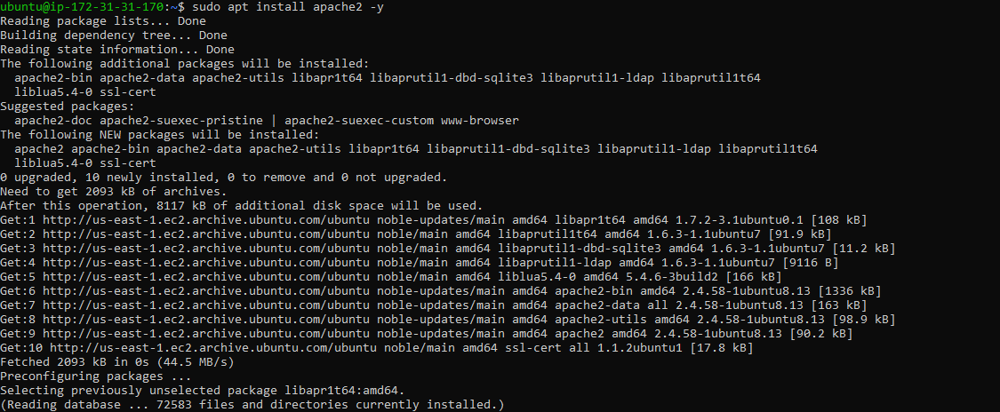 ubuntu@ip-172-31-31-170:~$ sudo apt install apache2 -y
Reading package lists... Done
Building dependency tree... Done
Reading state information... Done
The following additional packages will be installed:
  apache2-bin apache2-data apache2-utils libapr1t64 libaprutil1-dbd-sqlite3 libaprutil1-ldap libaprutil1t64
  liblua5.4-0 ssl-cert
Suggested packages:
  apache2-doc apache2-suexec-pristine | apache2-suexec-custom www-browser
The following NEW packages will be installed:
  apache2 apache2-bin apache2-data apache2-utils libapr1t64 libaprutil1-dbd-sqlite3 libaprutil1-ldap libaprutil1t64
  liblua5.4-0 ssl-cert
0 upgraded, 10 newly installed, 0 to remove and 0 not upgraded.
Need to get 2093 kB of archives.
After this operation, 8117 kB of additional disk space will be used.
Get:1 http://us-east-1.ec2.archive.ubuntu.com/ubuntu noble-updates/main amd64 libapr1t64 amd64 1.7.2-3.1ubuntu0.1 [108 kB]
Get:2 http://us-east-1.ec2.archive.ubuntu.com/ubuntu noble/main amd64 libaprutil1t64 amd64 1.6.3-1.1ubuntu7 [91.9 kB]
Get:3 http://us-east-1.ec2.archive.ubuntu.com/ubuntu noble/main amd64 libaprutil1-dbd-sqlite3 amd64 1.6.3-1.1ubuntu7 [11.2 kB]
Get:4 http://us-east-1.ec2.archive.ubuntu.com/ubuntu noble/main amd64 libaprutil1-ldap amd64 1.6.3-1.1ubuntu7 [9116 B]
Get:5 http://us-east-1.ec2.archive.ubuntu.com/ubuntu noble/main amd64 liblua5.4-0 amd64 5.4.6-3build2 [166 kB]
Get:6 http://us-east-1.ec2.archive.ubuntu.com/ubuntu noble-updates/main amd64 apache2-bin amd64 2.4.58-1ubuntu8.13 [1336 kB]
Get:7 http://us-east-1.ec2.archive.ubuntu.com/ubuntu noble-updates/main amd64 apache2-data all 2.4.58-1ubuntu8.13 [163 kB]
Get:8 http://us-east-1.ec2.archive.ubuntu.com/ubuntu noble-updates/main amd64 apache2-utils amd64 2.4.58-1ubuntu8.13 [98.9 kB]
Get:9 http://us-east-1.ec2.archive.ubuntu.com/ubuntu noble-updates/main amd64 apache2 amd64 2.4.58-1ubuntu8.13 [90.2 kB]
Get:10 http://us-east-1.ec2.archive.ubuntu.com/ubuntu noble/main amd64 ssl-cert all 1.1.2ubuntu1 [17.8 kB]
Fetched 2093 kB in 0s (44.5 MB/s)
Preconfiguring packages ...
Selecting previously unselected package libapr1t64:amd64.
(Reading database ... 72583 files and directories currently installed.)